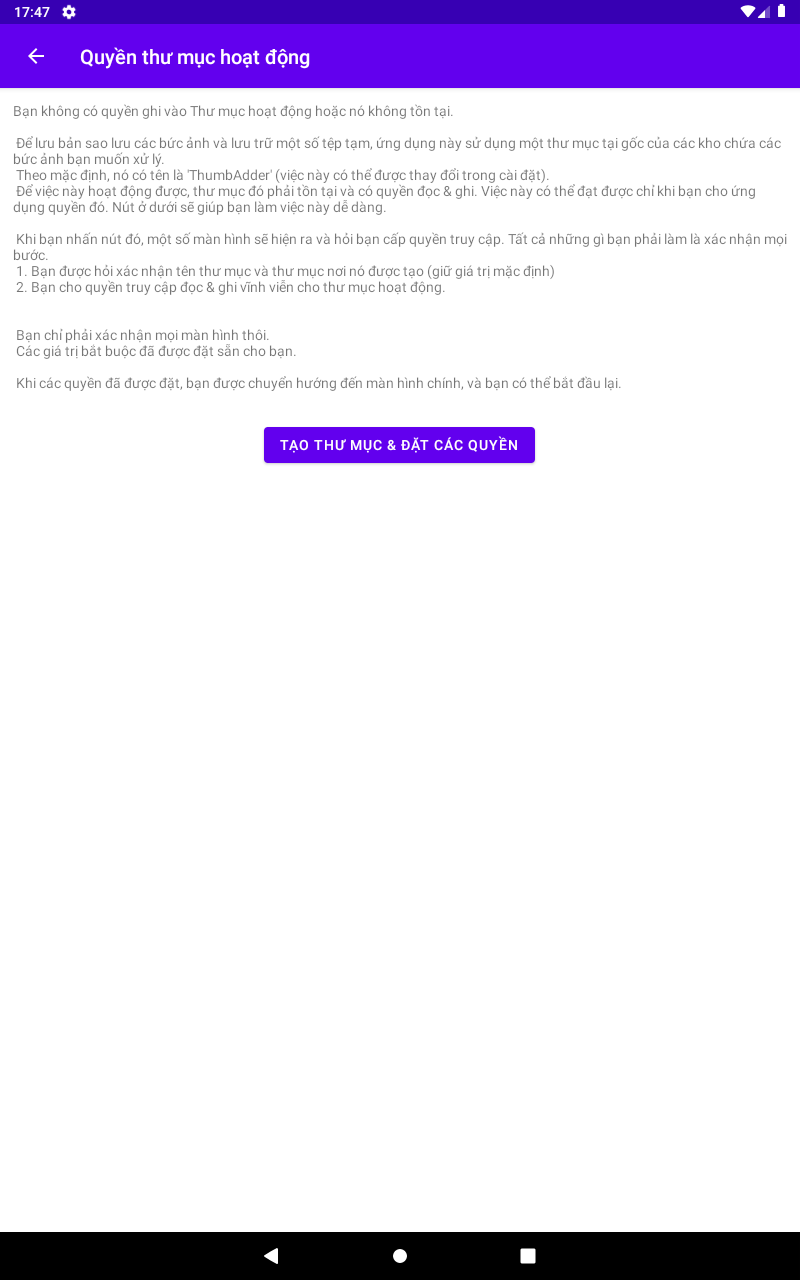 17:47
Quyền thư mục hoạt động
Bạn không có quyền ghi vào Thư mục hoạt động hoặc nó không tồn tại.
Để lưu bản sao lưu các bức ảnh và lưu trữ một số tệp tạm, ứng dụng này sử dụng một thư mục tại gốc của các kho chứa các
bức ảnh bạn muốn xử lý.
Theo mặc định, nó có tên là 'ThumbAdder' (việc này có thể được thay đổi trong cài đặt).
Để việc này hoạt động được, thư mục đó phải tồn tại và có quyền đọc & ghi. Việc này có thể đạt được chỉ khi bạn cho ứng
dụng quyền đó. Nút ở dưới sẽ giúp bạn làm việc này dễ dàng.
Khi bạn nhấn nút đó, một số màn hình sẽ hiện ra và hỏi bạn cấp quyền truy cập. Tất cả những gì bạn phải làm là xác nhận mọi
bước.
1. Bạn được hỏi xác nhận tên thư mục và thư mục nơi nó được tạo (giữ giá trị mặc định)
2. Bạn cho quyền truy cập đọc & ghi vĩnh viễn cho thư mục hoạt động.
Bạn chỉ phải xác nhận mọi màn hình thôi.
Các giá trị bắt buộc đã được đặt sẵn cho bạn.
Khi các quyền đã được đặt, bạn được chuyển hướng đến màn hình chính, và bạn có thể bắt đầu lại.
TẠO THƯ MỤC & ĐẶT CÁC QUYỀN